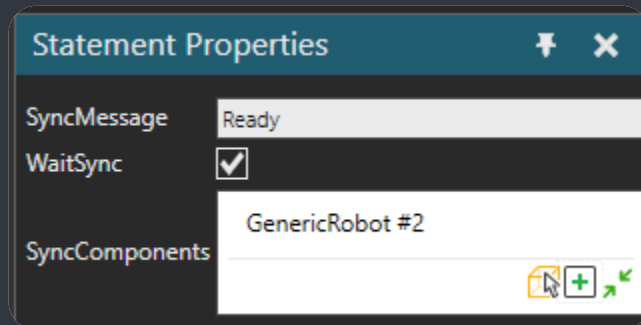 Statement Properties
SyncMessage Ready
WaitSync
GenericRobot #2
SyncComponents